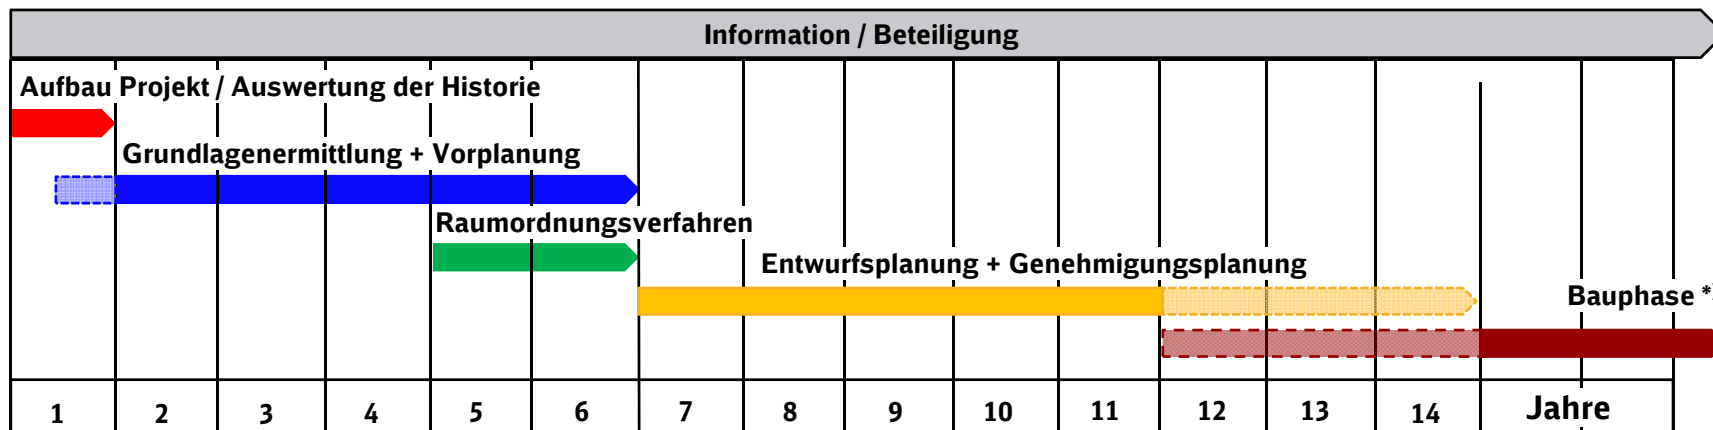 Information / Beteiligung
Aufbau Projekt / Auswertung der Historie
Grundlagenermittlung + Vorplanung
Raumordnungsverfahren
Entwurfsplanung + Genehmigungsplanung
Bauphase *
1 2 3 4 5 6 7 8 9 10 11 12 13 14 Jahre